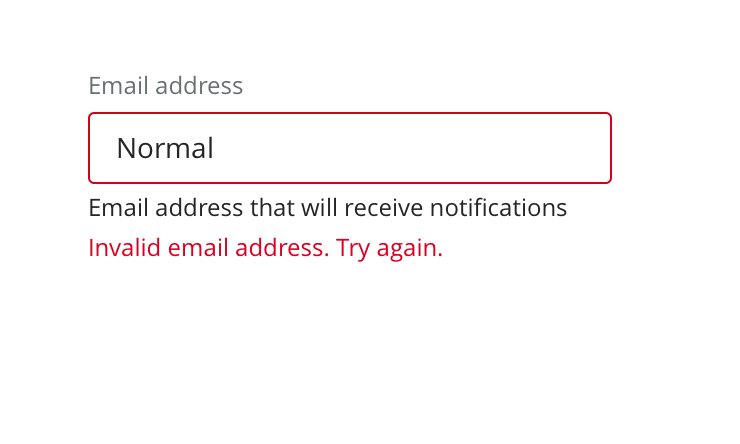 Email address
Normal
Email address that will receive notifications
Invalid email address. Try again.